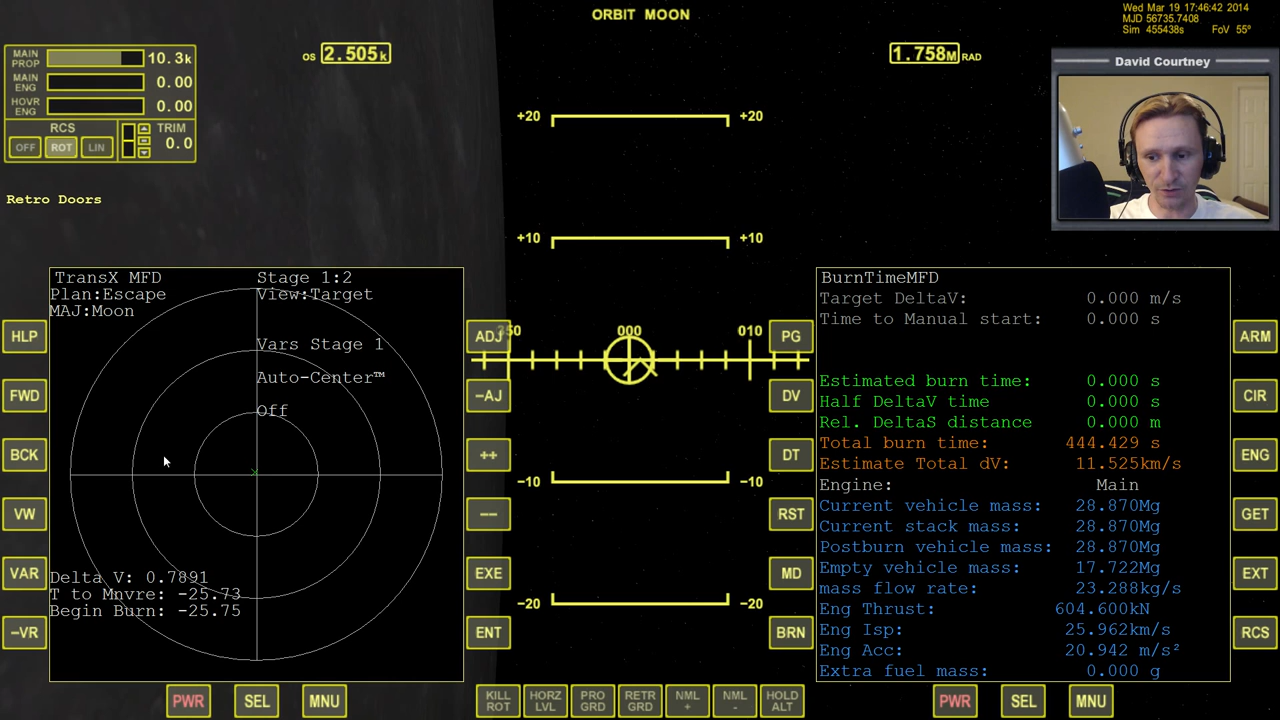 ORBIT MOON
Wed Mar 19 17:46:42 2014
MJD 56735.7408
Sim 455438s FoV 55°
MAIN PROP 10.3k
MAIN ENG 0.00
HOVR ENG 0.00
RCS TRIM
OFF ROT LIN 0.0
OS 2.505k
1.758M RAD
David Courtney
Retro Doors
+20 +20
+10 +10
350 000 010
-10 -10
-20 -20
TransX MFD Stage 1:2
Plan:Escape View:Target
MAJ:Moon
Vars Stage 1
Auto-Center™
Off
Delta V: 0.7891
T to Mnvre: -25.73
Begin Burn: -25.75
HLP
FWD
BCK
VW
VAR
-VR
ADJ
-AJ
++
--
EXE
ENT
PWR SEL MNU
KILL ROT
HORZ LVL
PRO GRD
RETR GRD
NML +
NML -
HOLD ALT
PG
DV
DT
RST
MD
BRN
BurnTimeMFD
Target DeltaV: 0.000 m/s
Time to Manual start: 0.000 s
Estimated burn time: 0.000 s
Half DeltaV time 0.000 s
Rel. DeltaS distance 0.000 m
Total burn time: 444.429 s
Estimate Total dV: 11.525km/s
Engine: Main
Current vehicle mass: 28.870Mg
Current stack mass: 28.870Mg
Postburn vehicle mass: 28.870Mg
Empty vehicle mass: 17.722Mg
mass flow rate: 23.288kg/s
Eng Thrust: 604.600kN
Eng Isp: 25.962km/s
Eng Acc: 20.942 m/s²
Extra fuel mass: 0.000 g
ARM
CIR
ENG
GET
EXT
RCS
PWR SEL MNU